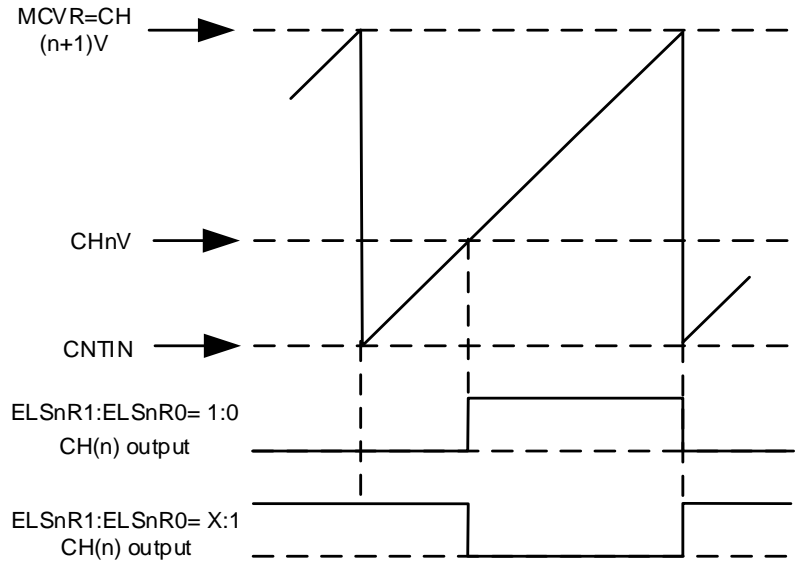 MCVR=CH
(n+1)V
CHnV
CNTIN
ELSnR1:ELSnR0= 1:0
CH(n) output
ELSnR1:ELSnR0= X:1
CH(n) output